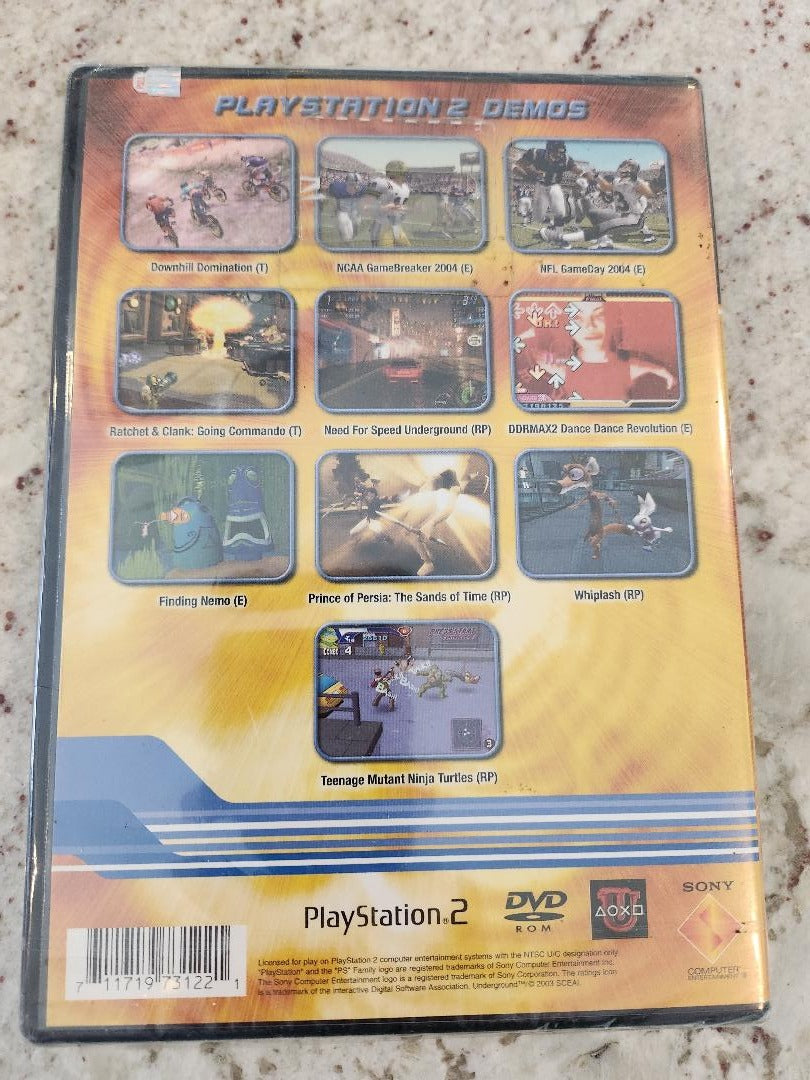 PLAYSTATION 2 DEMOS
Downhill Domination (T)
NCAA GameBreaker 2004 (E)
NFL GameDay 2004 (E)
Ratchet & Clank: Going Commando (T)
Need For Speed Underground (RP)
DDRMAX2 Dance Dance Revolution (E)
Finding Nemo (E)
Prince of Persia: The Sands of Time (RP)
Whiplash (RP)
COMBO 4
Teenage Mutant Ninja Turtles (RP)
PlayStation®2
DVD
ROM
U
△O×□
SONY
COMPUTER
ENTERTAINMENT®
7 11719 73122 1
Licensed for play on PlayStation 2 computer entertainment systems with the NTSC U/C designation only.
"PlayStation" and the "PS" Family logo are registered trademarks of Sony Computer Entertainment Inc.
The Sony Computer Entertainment logo is a registered trademark of Sony Corporation. The ratings icon
is a trademark of the Interactive Digital Software Association. Underground™/© 2003 SCEAI.